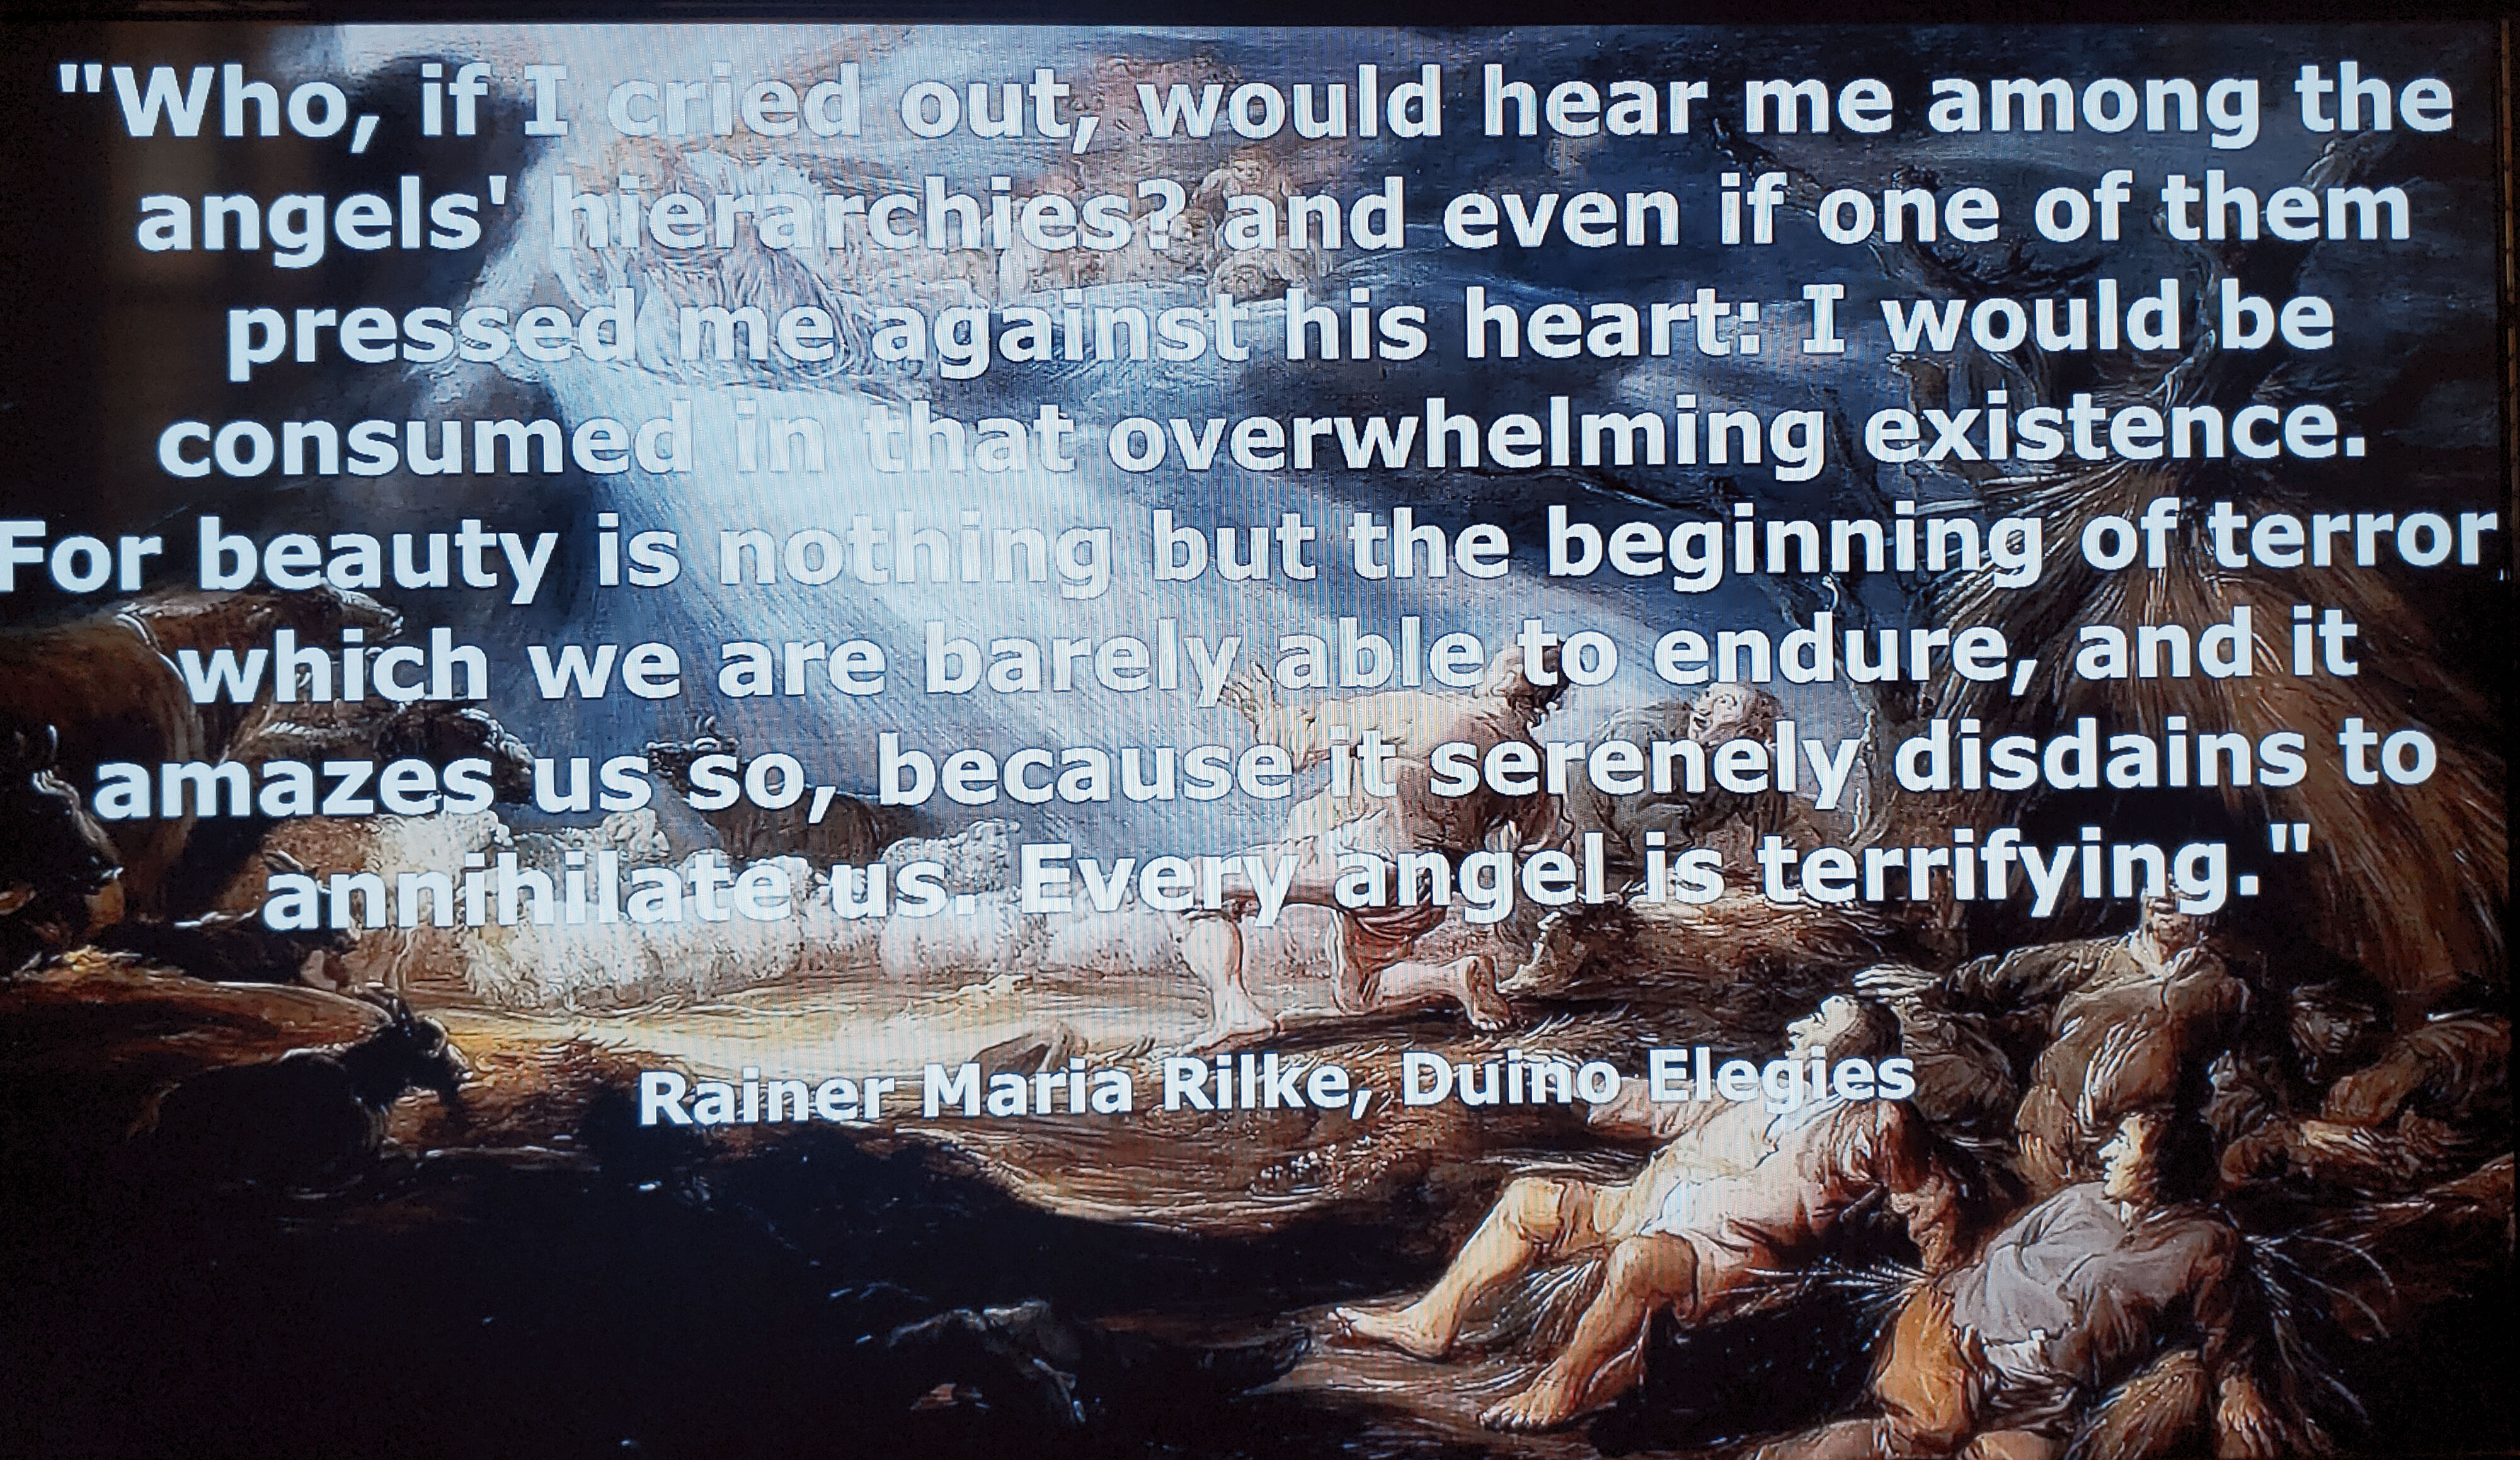 "Who, if I cried out, would hear me among the
angels' hierarchies? and even if one of them
pressed me against his heart: I would be
consumed in that overwhelming existence.
For beauty is nothing but the beginning of terror,
which we are barely able to endure, and it
amazes us so, because it serenely disdains to
annihilate us. Every angel is terrifying."
Rainer Maria Rilke, Duino Elegies